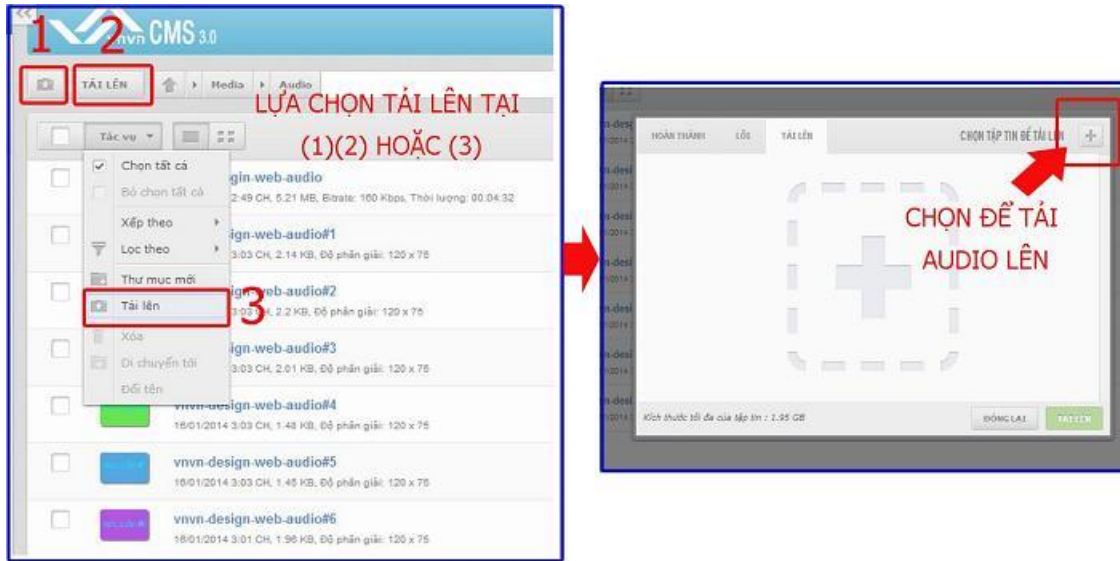 1
2
vnvn CMS 3.0
TẢI LÊN
Media
Audio
LỰA CHỌN TẢI LÊN TẠI
(1)(2) HOẶC (3)
Tác vụ
Chọn tất cả
Bỏ chọn tất cả
Xếp theo
Lọc theo
Thư mục mới
Tải lên
3
Xóa
Di chuyển tới
Đổi tên
gin-web-audio
2:49 CH, 5.21 MB, Bitrate: 160 Kbps, Thời lượng: 00:04:32
ign-web-audio#1
3:03 CH, 2.14 KB, Độ phân giải: 120 x 75
ign-web-audio#2
3:03 CH, 2.2 KB, Độ phân giải: 120 x 75
ign-web-audio#3
3:03 CH, 2.01 KB, Độ phân giải: 120 x 75
vnvn-design-web-audio#4
16/01/2014 3:03 CH, 1.48 KB, Độ phân giải: 120 x 75
vnvn-design-web-audio#5
16/01/2014 3:03 CH, 1.45 KB, Độ phân giải: 120 x 75
vnvn-design-web-audio#6
16/01/2014 3:01 CH, 1.96 KB, Độ phân giải: 120 x 75
HOÀN THÀNH
LỖI
TẢI LÊN
CHỌN TẬP TIN ĐỂ TẢI LÊN
CHỌN ĐỂ TẢI
AUDIO LÊN
Kích thước tối đa của tập tin : 1.95 GB
ĐÓNG LẠI
TẢI LÊN